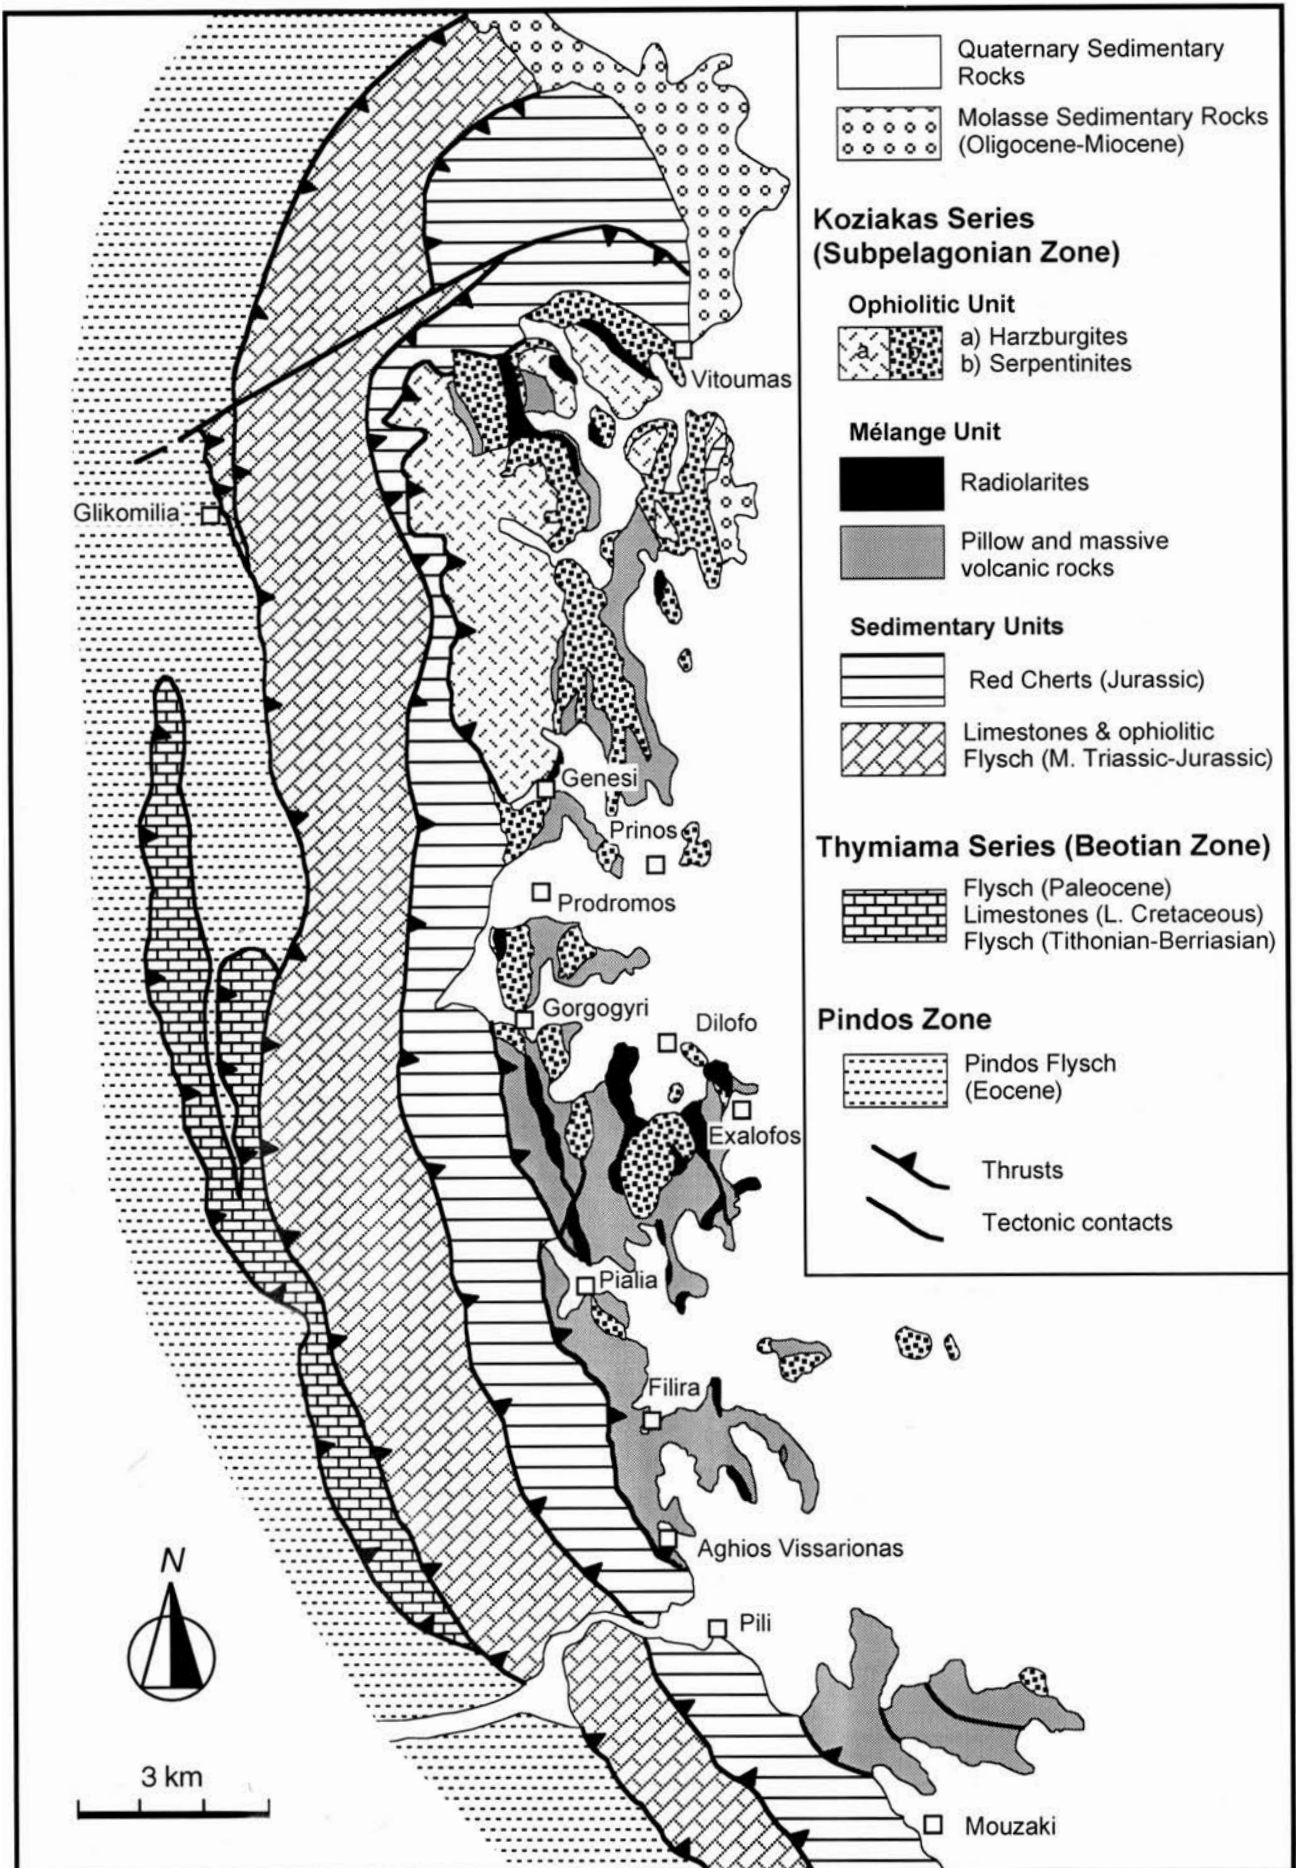 Quaternary Sedimentary
Rocks
Molasse Sedimentary Rocks
(Oligocene-Miocene)
Koziakas Series
(Subpelagonian Zone)
Ophiolitic Unit
a b
a) Harzburgites
b) Serpentinites
Mélange Unit
Radiolarites
Pillow and massive
volcanic rocks
Sedimentary Units
Red Cherts (Jurassic)
Limestones & ophiolitic
Flysch (M. Triassic-Jurassic)
Thymiama Series (Beotian Zone)
Flysch (Paleocene)
Limestones (L. Cretaceous)
Flysch (Tithonian-Berriasian)
Pindos Zone
Pindos Flysch
(Eocene)
Thrusts
Tectonic contacts
Vitoumas
Glikomilia
Genesi
Prinos
Prodromos
Gorgogyri
Dilofo
Exalofos
Pialia
Filira
Aghios Vissarionas
Pili
Mouzaki
N
3 km